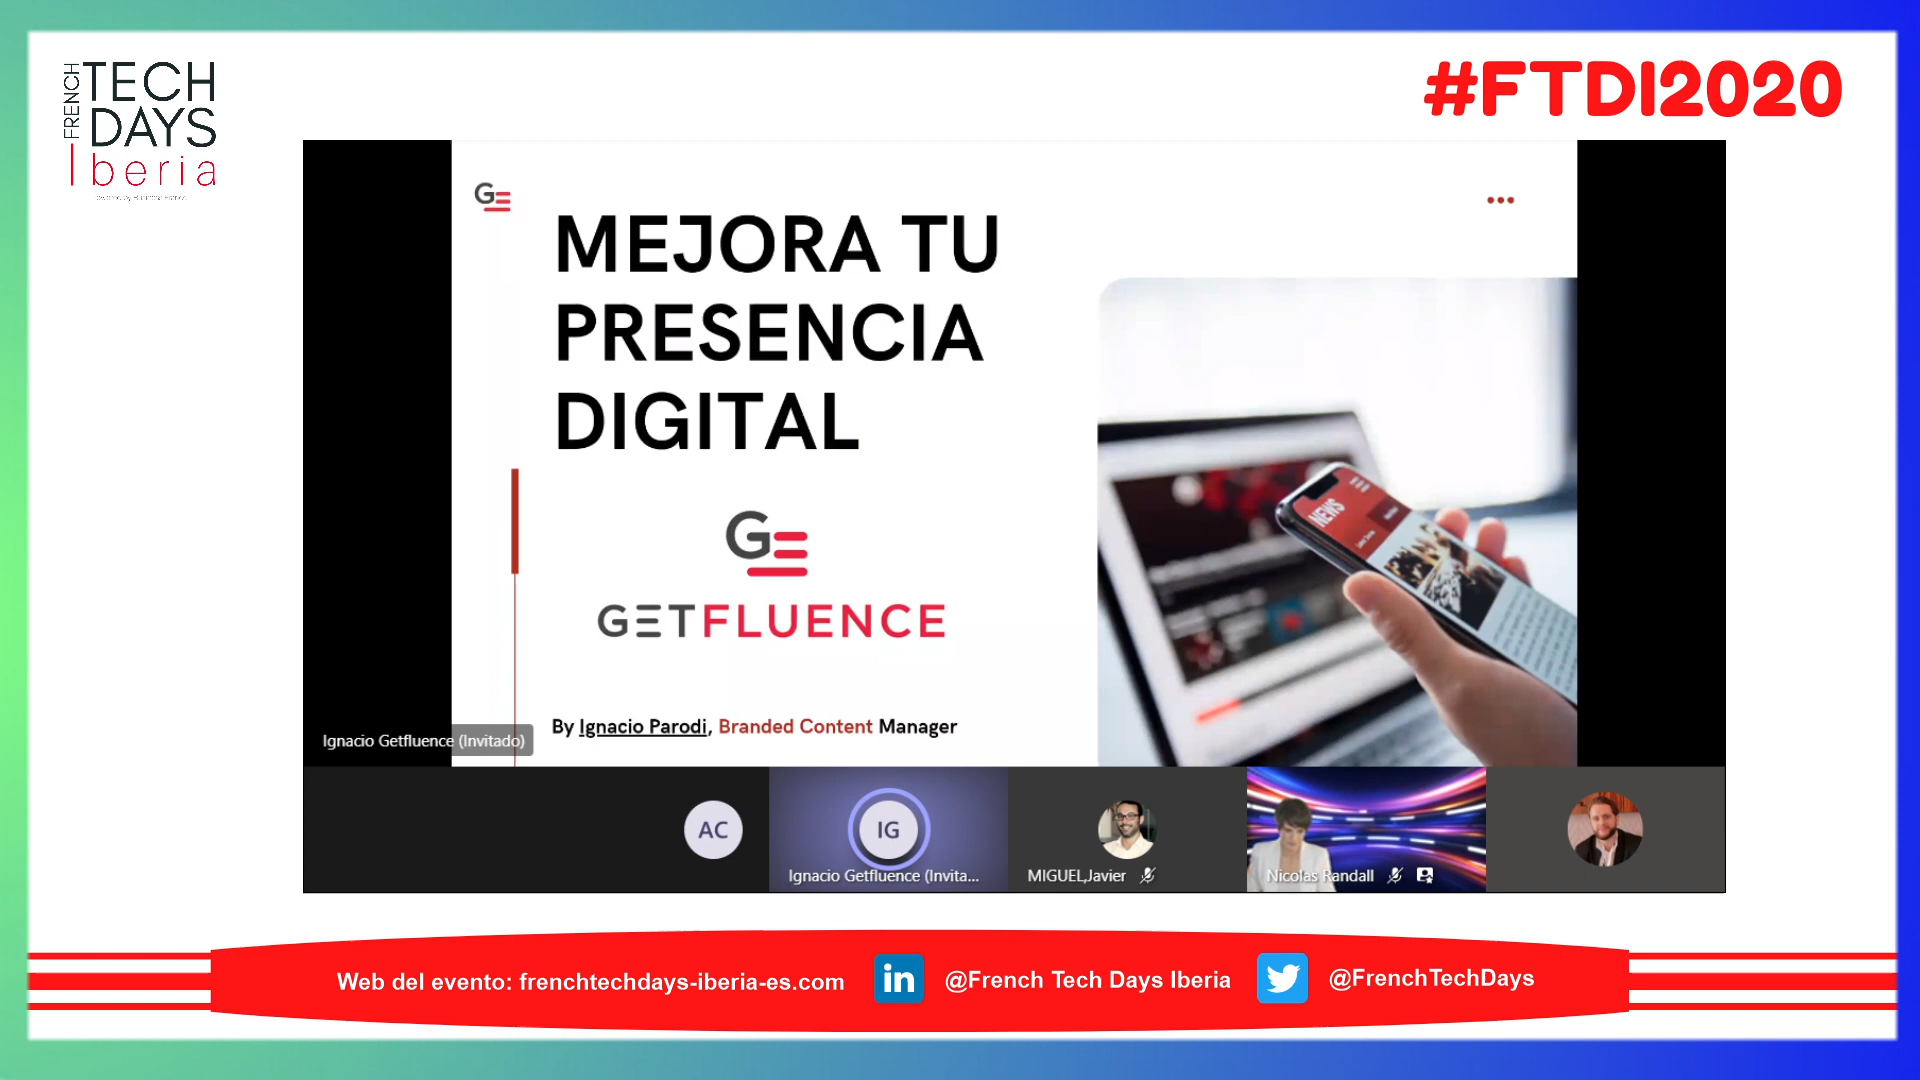 FRENCH
TECH
DAYS
Iberia
#FTDI2020
GE
MEJORA TU
PRESENCIA
DIGITAL
GE
GETFLUENCE
By Ignacio Parodi, Branded Content Manager
NEWS
Ignacio Getfluence (Invitado)
AC
IG
Ignacio Getfluence (Invita...
MIGUEL,Javier
Nicolas Randall
Web del evento: frenchtechdays-iberia-es.com
in
@French Tech Days Iberia
@FrenchTechDays